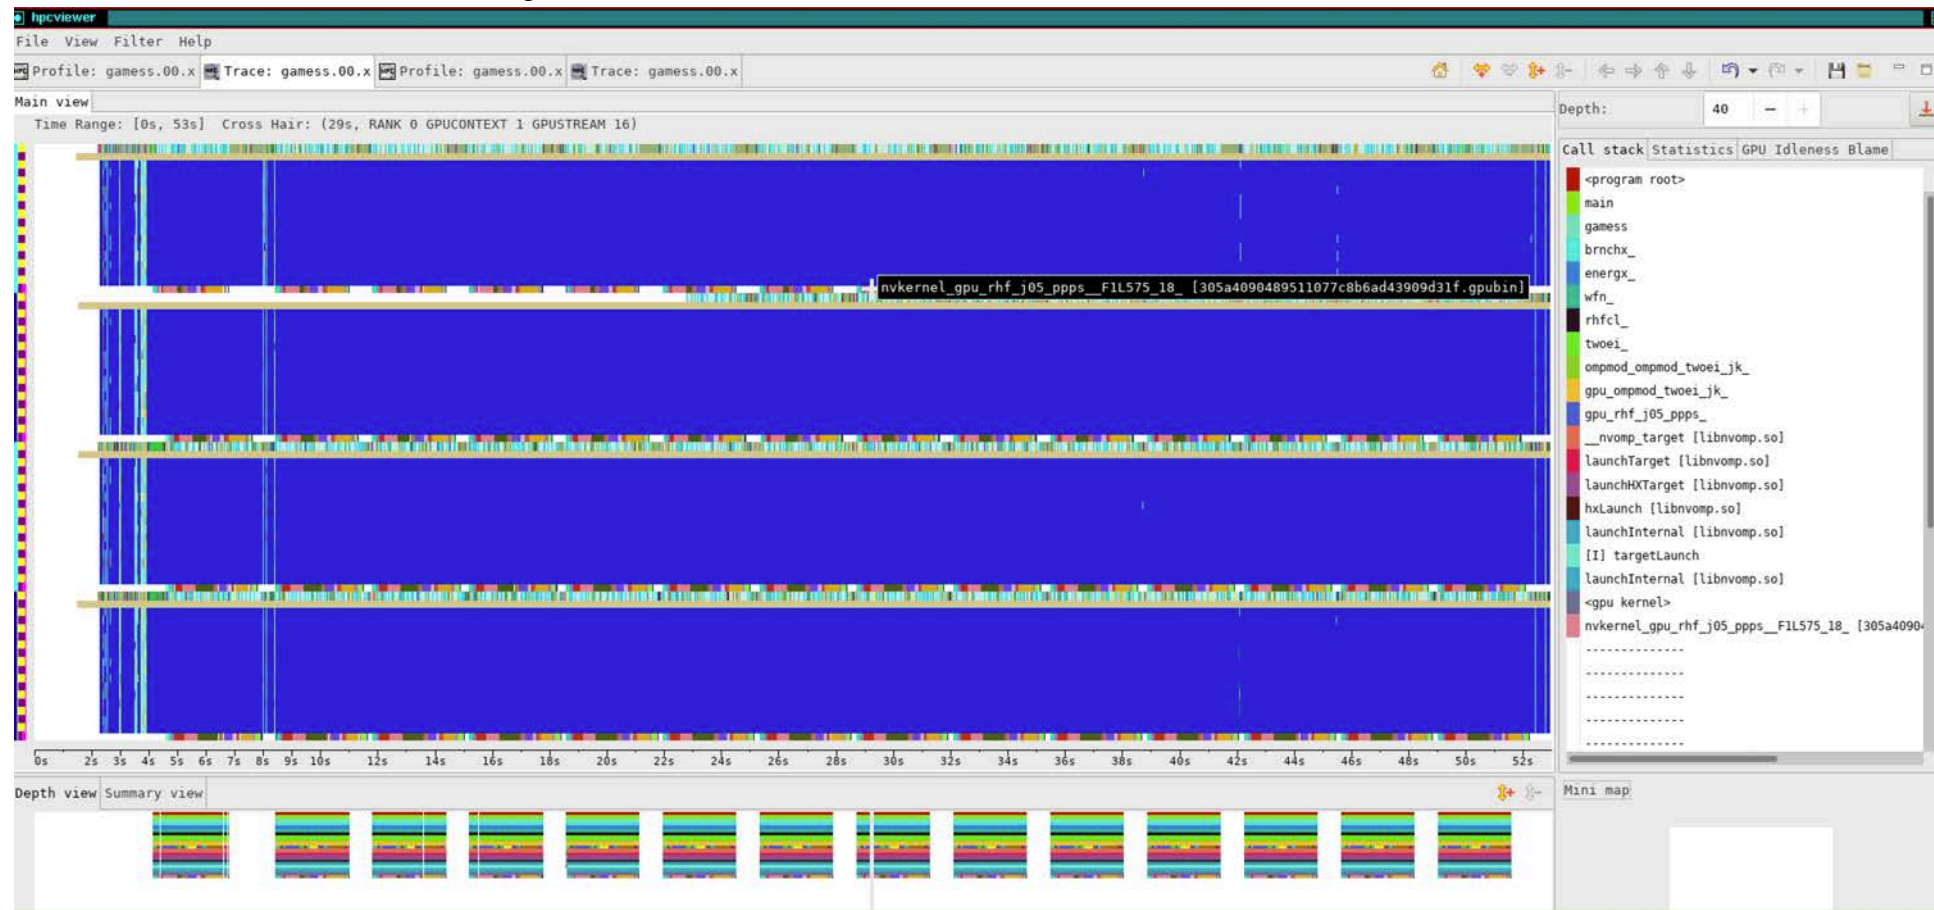 hpcviewer
File View Filter Help
Profile: gamess.00.x Trace: gamess.00.x Profile: gamess.00.x Trace: gamess.00.x
Main view
Time Range: [0s, 53s] Cross Hair: (29s, RANK 0 GPUCONTEXT 1 GPUSTREAM 16)
nvkernel_gpu_rhf_j05_ppps__F1L575_18_ [305a4090489511077c8b6ad43909d31f.gpubin]
0s 2s 3s 4s 5s 6s 7s 8s 9s 10s 12s 14s 16s 18s 20s 22s 24s 26s 28s 30s 32s 34s 36s 38s 40s 42s 44s 46s 48s 50s 52s
Depth view Summary view
Depth: 40 − +
Call stack Statistics GPU Idleness Blame
<program root>
main
gamess
brnchx_
energx_
wfn_
rhfcl_
twoei_
ompmod_ompmod_twoei_jk_
gpu_ompmod_twoei_jk_
gpu_rhf_j05_ppps_
__nvomp_target [libnvomp.so]
launchTarget [libnvomp.so]
launchHXTarget [libnvomp.so]
hxLaunch [libnvomp.so]
launchInternal [libnvomp.so]
[I] targetLaunch
launchInternal [libnvomp.so]
<gpu kernel>
nvkernel_gpu_rhf_j05_ppps__F1L575_18_ [305a4090
--------------
--------------
--------------
--------------
--------------
Mini map